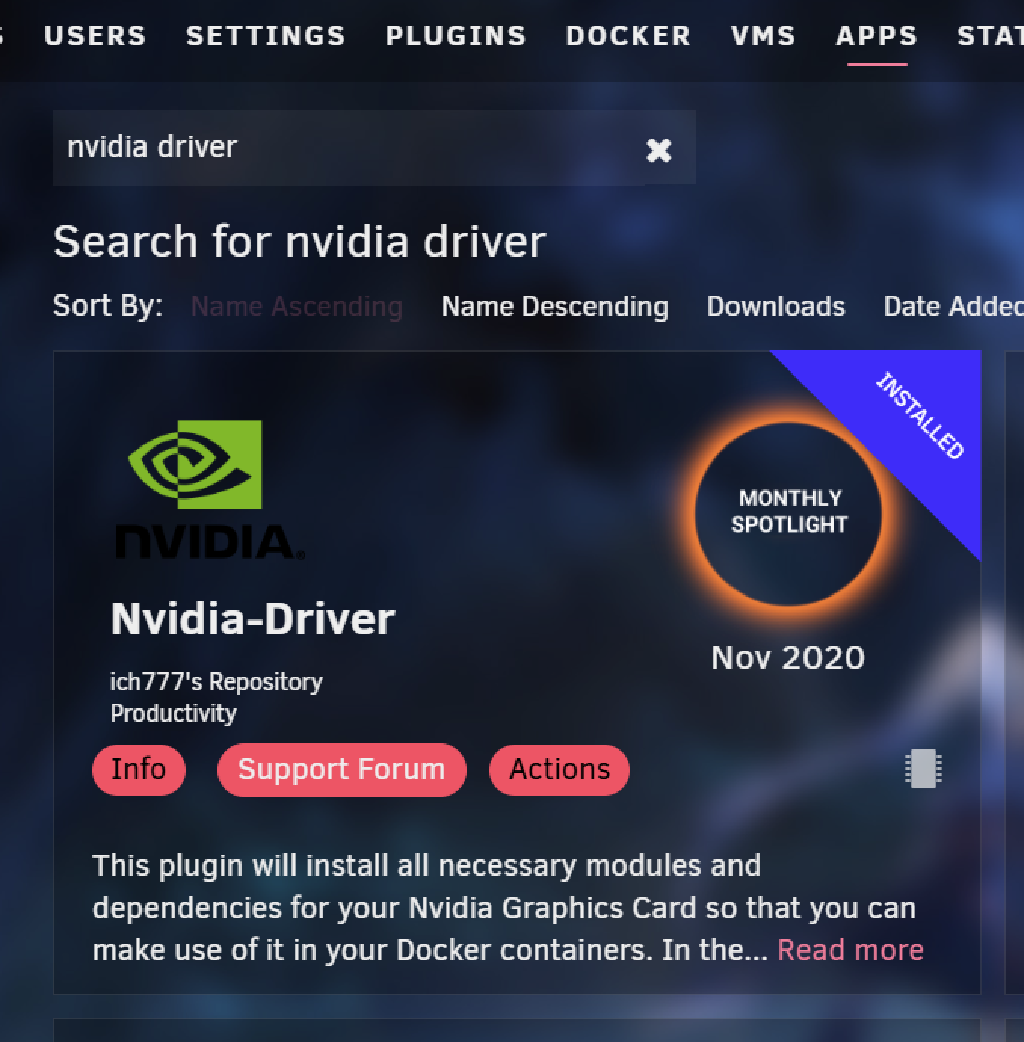 USERS SETTINGS PLUGINS DOCKER VMS APPS
nvidia driver
Search for nvidia driver
Sort By: Name Ascending Name Descending Downloads Date Added
INSTALLED
MONTHLY
SPOTLIGHT
NVIDIA®
Nvidia-Driver
Nov 2020
ich777's Repository
Productivity
Info Support Forum Actions
This plugin will install all necessary modules and
dependencies for your Nvidia Graphics Card so that you can
make use of it in your Docker containers. In the... Read more